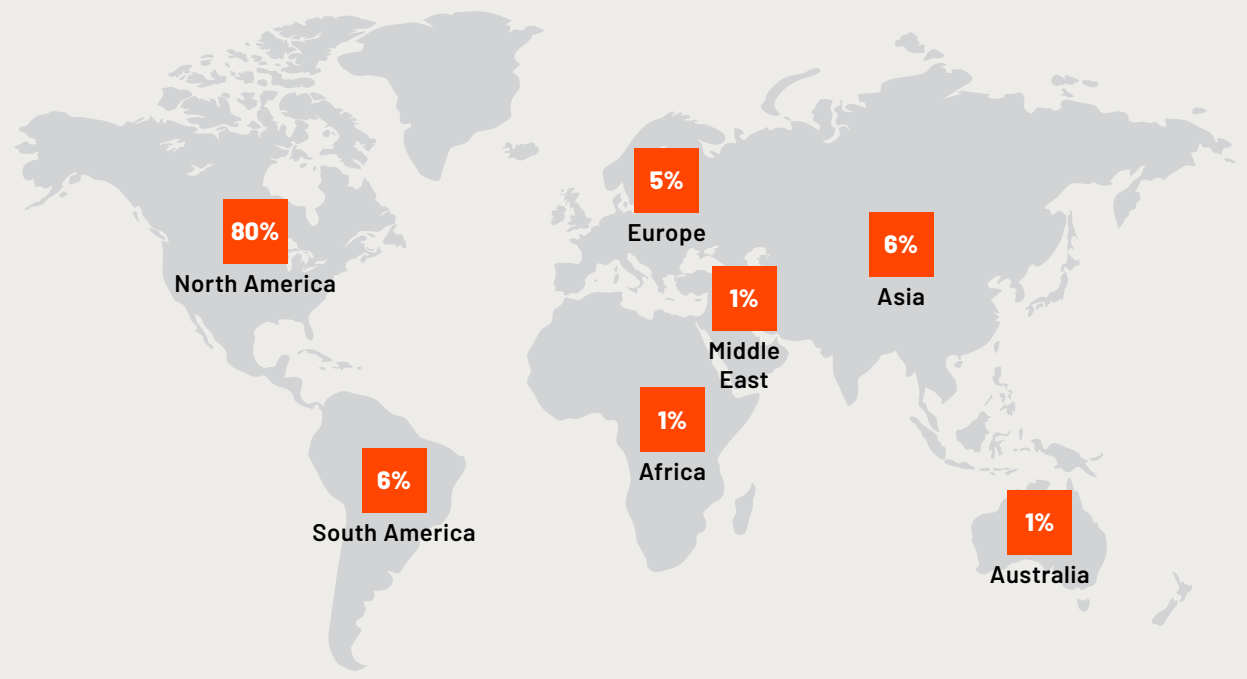 80%
North America
6%
South America
5%
Europe
1%
Middle
East
1%
Africa
6%
Asia
1%
Australia